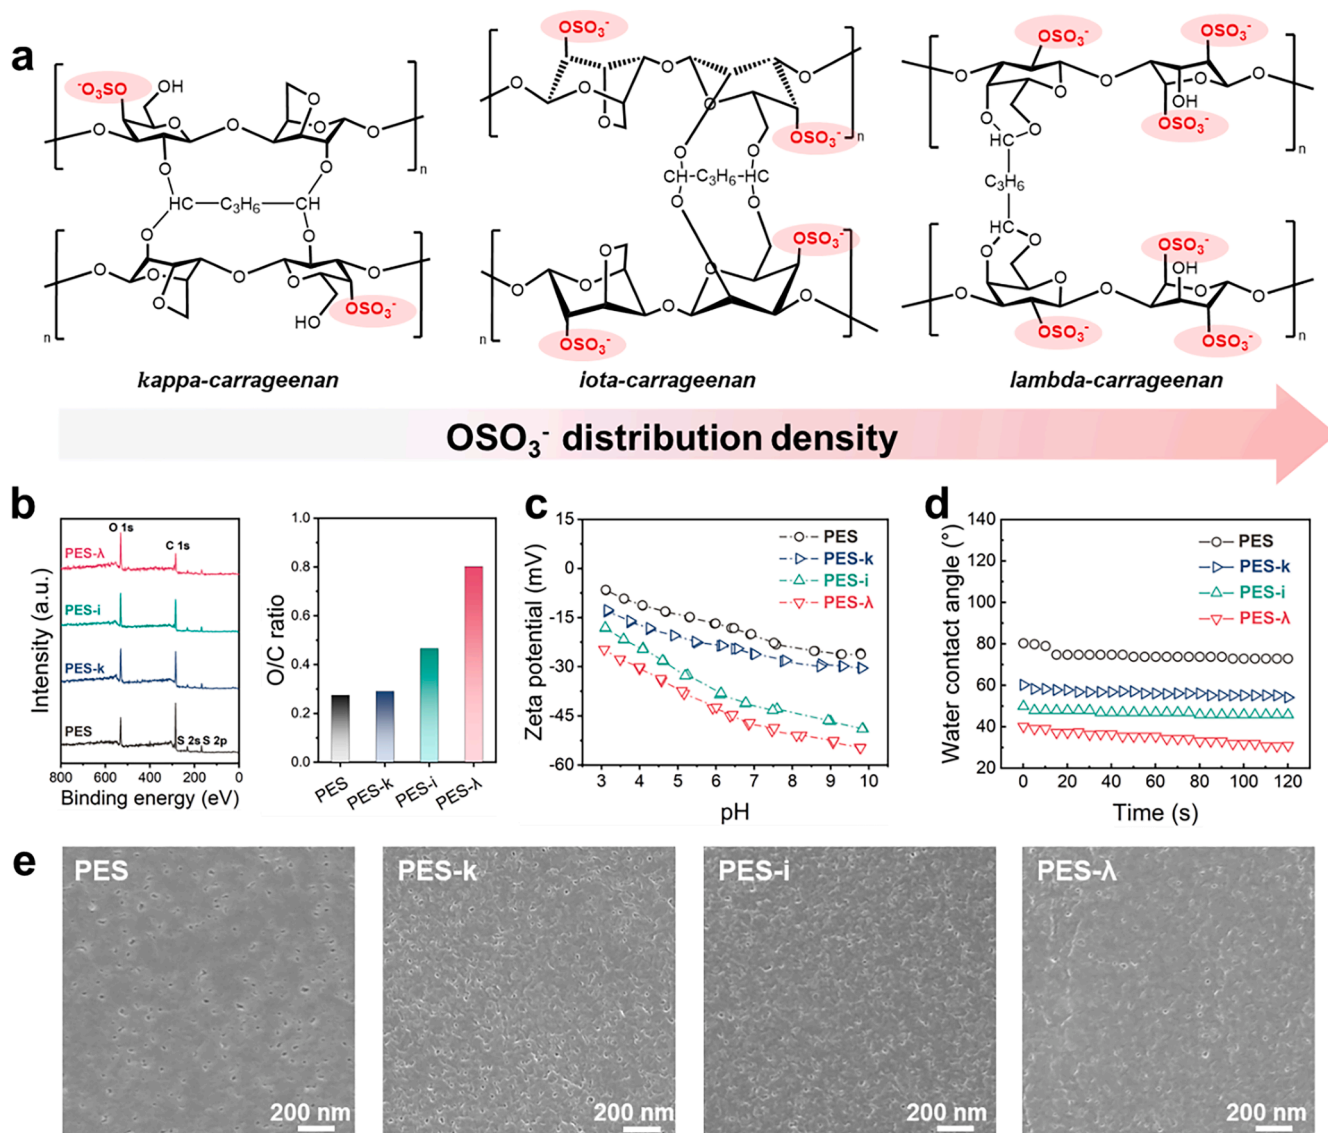 a
⁻O₃SO
OH
O
O
O
O
n
O
O
HC
C₃H₆
CH
O
O
O
O
O
O
O
HO
OSO₃⁻
n
kappa-carrageenan
OSO₃⁻
O
O
O
O
O
O
OSO₃⁻
n
O
O
CH
C₃H₆
HC
O
O
OSO₃⁻
O
O
O
O
O
O
OSO₃⁻
n
iota-carrageenan
OSO₃⁻
OSO₃⁻
O
O
O
O
O
OH
O
O
OSO₃⁻
n
HC
C₃H₆
HC
O
O
OSO₃⁻
OH
O
O
O
O
O
OSO₃⁻
OSO₃⁻
n
lambda-carrageenan
OSO₃⁻ distribution density
b
Intensity (a.u.)
O 1s
C 1s
PES-λ
PES-i
PES-k
PES
S 2s
S 2p
800
600
400
200
0
Binding energy (eV)
O/C ratio
1.0
0.8
0.6
0.4
0.2
0.0
PES
PES-k
PES-i
PES-λ
c
Zeta potential (mV)
15
0
-15
-30
-45
-60
PES
PES-k
PES-i
PES-λ
3 4 5 6 7 8 9 10
pH
d
Water contact angle (°)
140
120
100
80
60
40
20
PES
PES-k
PES-i
PES-λ
0 20 40 60 80 100 120
Time (s)
e
PES
200 nm
PES-k
200 nm
PES-i
200 nm
PES-λ
200 nm